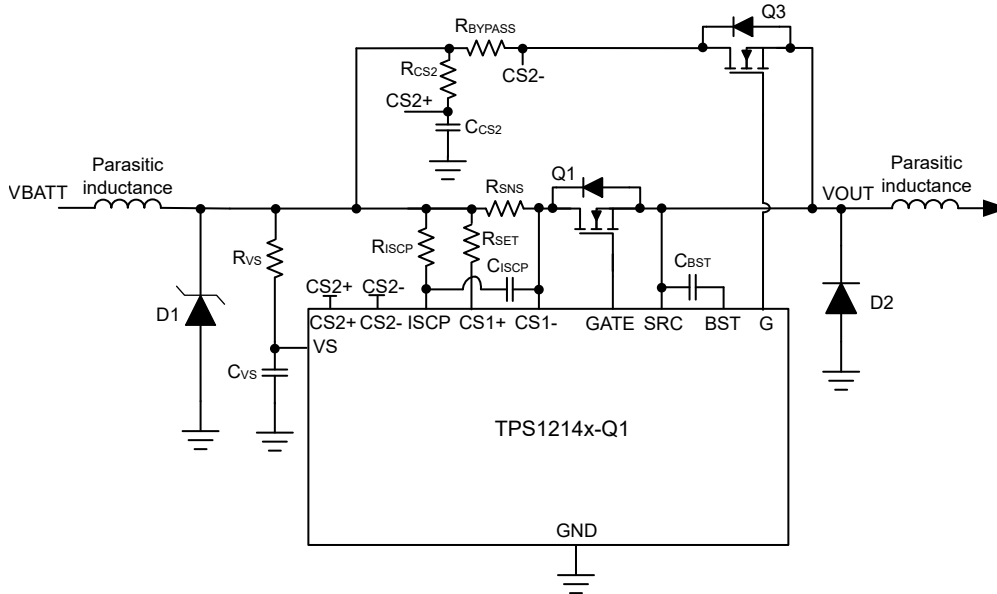 Q3
RBYPASS
RCS2
CS2-
CS2+
CCS2
Parasitic
inductance
VBATT
Q1
RSNS
VOUT
Parasitic
inductance
RVS
RISCP
RSET
CISCP
CBST
CS2+
CS2-
D1
D2
CS2+
CS2-
ISCP
CS1+
CS1-
GATE
SRC
BST
G
VS
CVS
TPS1214x-Q1
GND